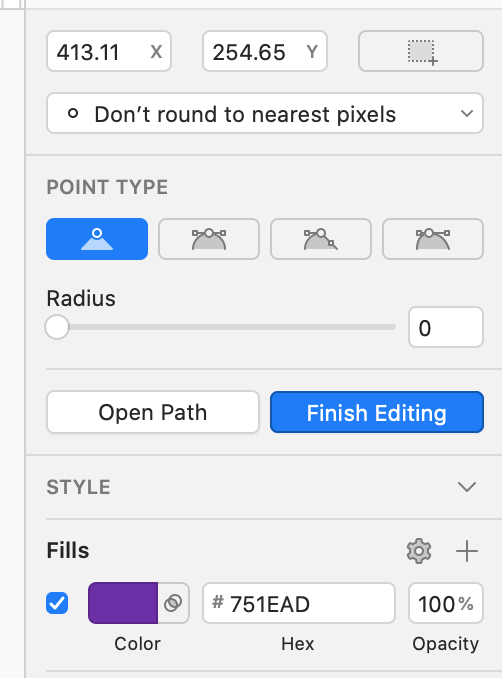 413.11 X 254.65 Y
Don’t round to nearest pixels
POINT TYPE
Radius
0
Open Path Finish Editing
STYLE
Fills
# 751EAD 100%
Color Hex Opacity